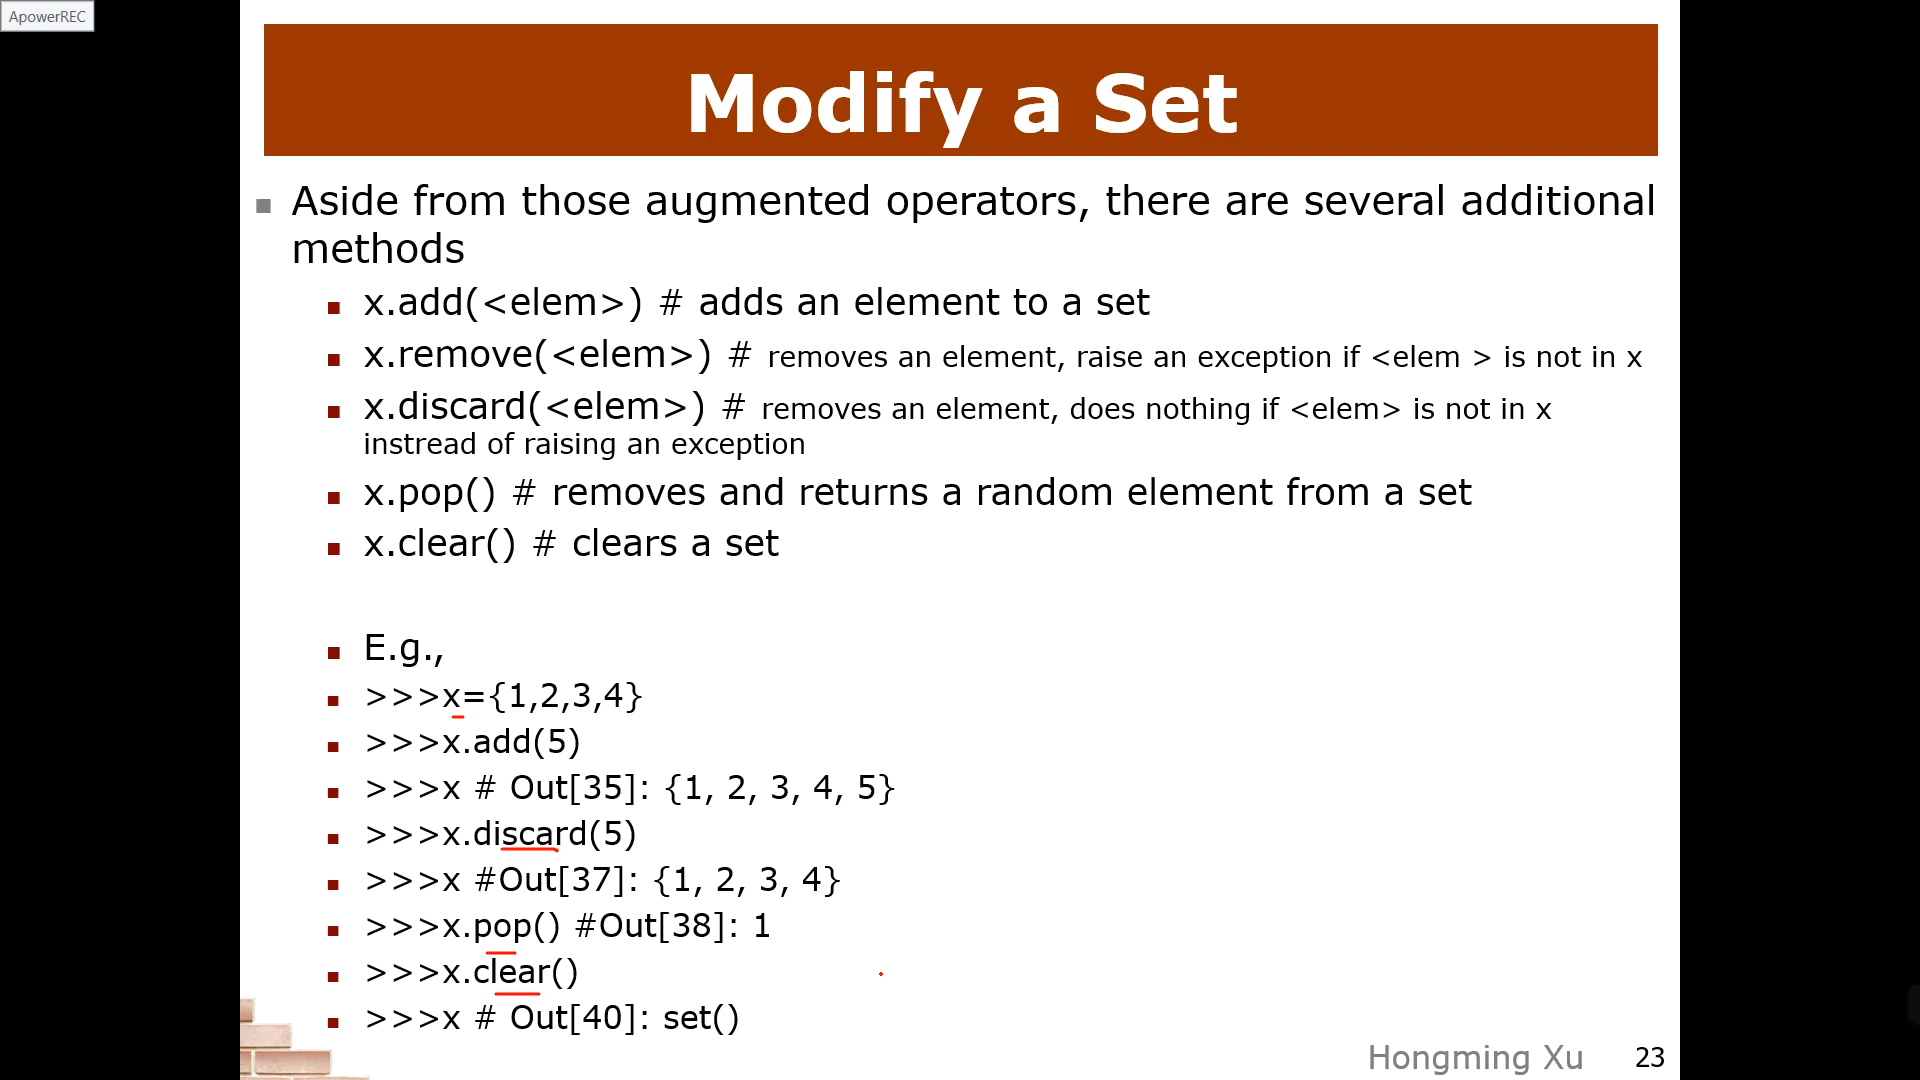 ApowerREC
Modify a Set
Aside from those augmented operators, there are several additional
methods
x.add(<elem>) # adds an element to a set
x.remove(<elem>) # removes an element, raise an exception if <elem > is not in x
x.discard(<elem>) # removes an element, does nothing if <elem> is not in x
instread of raising an exception
x.pop() # removes and returns a random element from a set
x.clear() # clears a set
E.g.,
>>>x={1,2,3,4}
>>>x.add(5)
>>>x # Out[35]: {1, 2, 3, 4, 5}
>>>x.discard(5)
>>>x #Out[37]: {1, 2, 3, 4}
>>>x.pop() #Out[38]: 1
>>>x.clear()
>>>x # Out[40]: set()
Hongming Xu 23